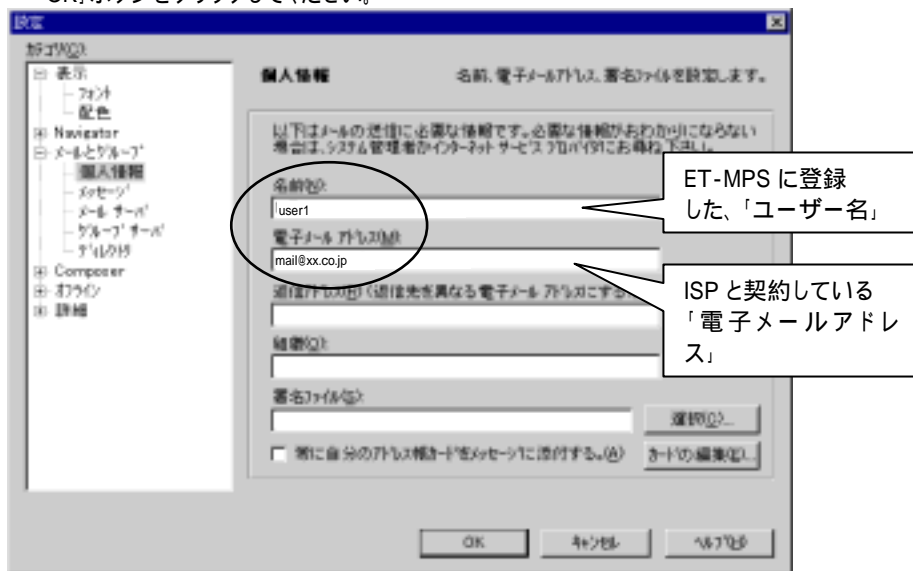 OK」ボタンをクリックしてください。
設定
カテゴリ(C):
表示
フォント
配色
Navigator
メールとグループ
個人情報
メッセージ
メール サーバ
グループ サーバ
ディレクトリ
Composer
オフライン
詳細
個人情報
名前、電子メールアドレス、署名ファイルを設定します。
以下はメールの送信に必要な情報です。必要な情報がおわかりにならない
場合は、システム管理者かインターネット サービス プロバイダにお尋ね下さい。
名前(N):
user1
電子メール アドレス(M):
mail@xx.co.jp
返信アドレス(R) (返信先を異なる電子メール アドレスにする
組織(O):
署名ファイル(S):
選択(C)...
常に自分のアドレス帳カードをメッセージに添付する。(A)
カードの編集(E)...
OK
キャンセル
ヘルプ(H)
ET-MPS に登録
した、「ユーザー名」
ISP と契約している
「電子メールアドレ
ス」